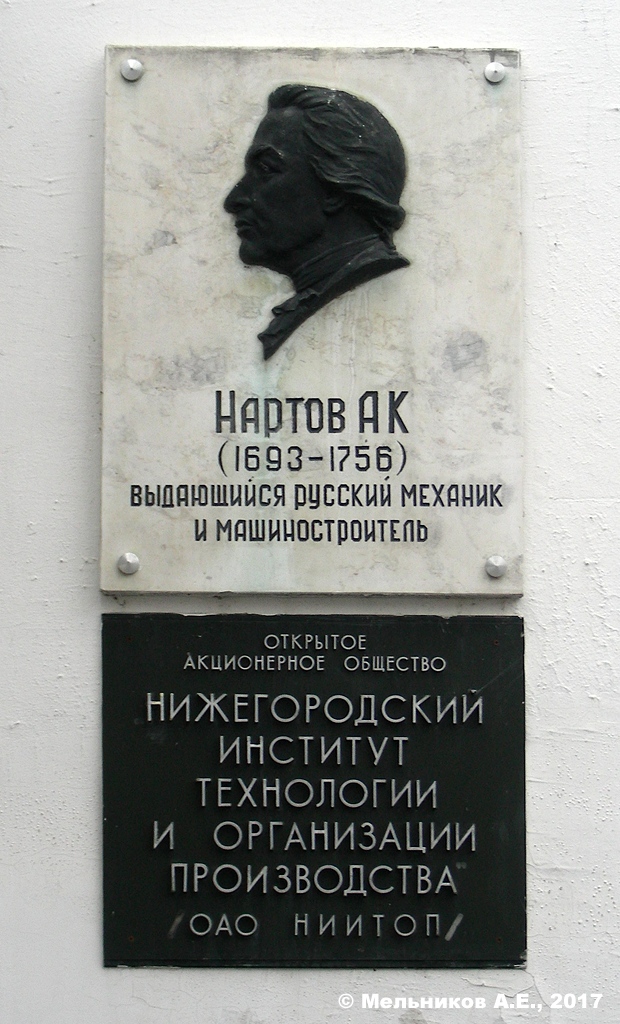 Нартов АК
(1693-1756)
ВЫДАЮЩИЙСЯ РУССКИЙ МЕХАНИК
И МАШИНОСТРОИТЕЛЬ
ОТКРЫТОЕ
АКЦИОНЕРНОЕ ОБЩЕСТВО
НИЖЕГОРОДСКИЙ
ИНСТИТУТ
ТЕХНОЛОГИИ
И ОРГАНИЗАЦИИ
ПРОИЗВОДСТВА"
/ОАО НИИТОП/
© Мельников А.Е., 2017